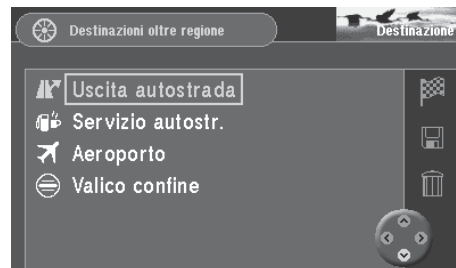 Destinazioni oltre regione
Destinazione
Uscita autostrada
Servizio autostr.
Aeroporto
Valico confine